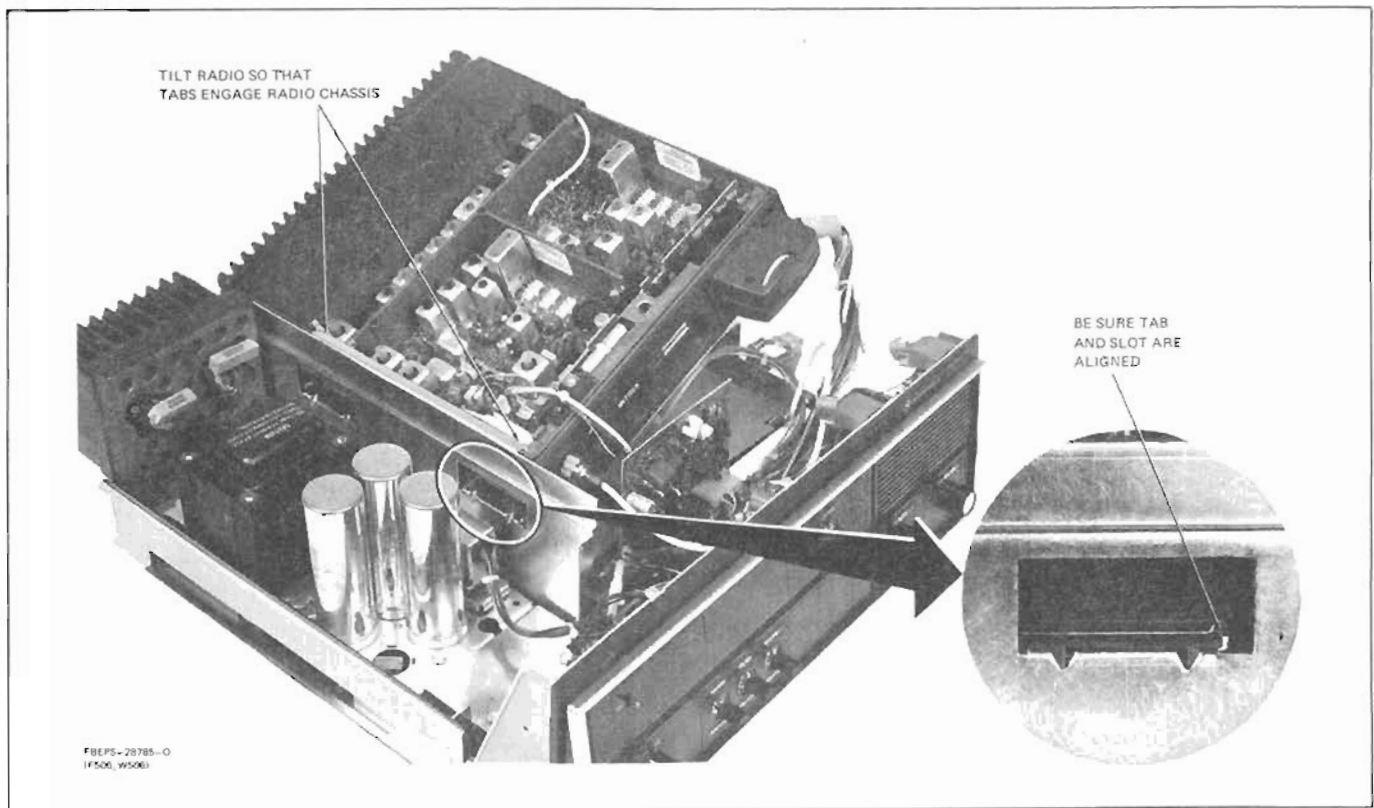 TILT RADIO SO THAT
TABS ENGAGE RADIO CHASSIS
BE SURE TAB
AND SLOT ARE
ALIGNED
FBEPS-28785-O
(F506, W506)